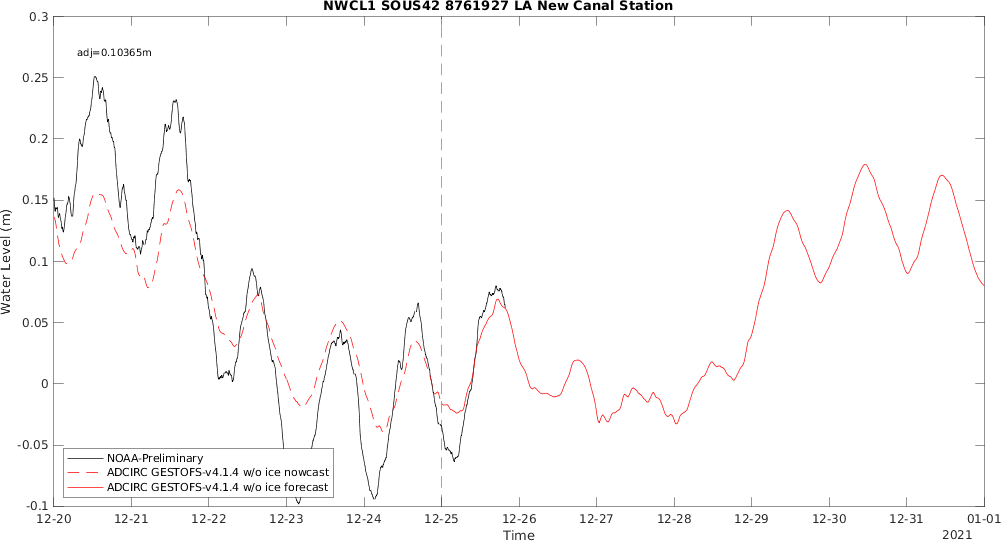 NWCL1 SOUS42 8761927 LA New Canal Station
adj=0.10365m
0.3
0.25
0.2
0.15
0.1
0.05
0
-0.05
-0.1
Water Level (m)
NOAA-Preliminary
ADCIRC GESTOFS-v4.1.4 w/o ice nowcast
ADCIRC GESTOFS-v4.1.4 w/o ice forecast
12-20 12-21 12-22 12-23 12-24 12-25 12-26 12-27 12-28 12-29 12-30 12-31 01-01
Time
2021